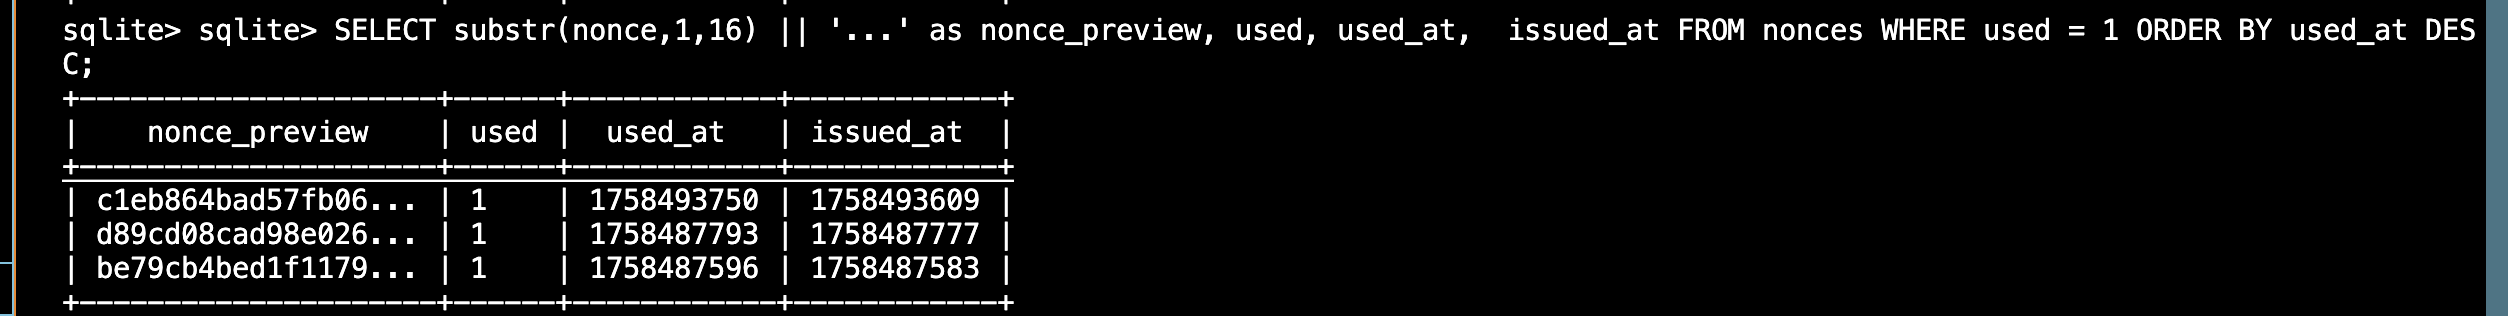 sqlite> sqlite> SELECT substr(nonce,1,16) || '...' as nonce_preview, used, used_at,  issued_at FROM nonces WHERE used = 1 ORDER BY used_at DES
C;
+---------------------+------+------------+------------+
|    nonce_preview    | used |  used_at   | issued_at  |
+---------------------+------+------------+------------+
| c1eb864bad57fb06... | 1    | 1758493750 | 1758493609 |
| d89cd08cad98e026... | 1    | 1758487793 | 1758487777 |
| be79cb4bed1f1179... | 1    | 1758487596 | 1758487583 |
+---------------------+------+------------+------------+